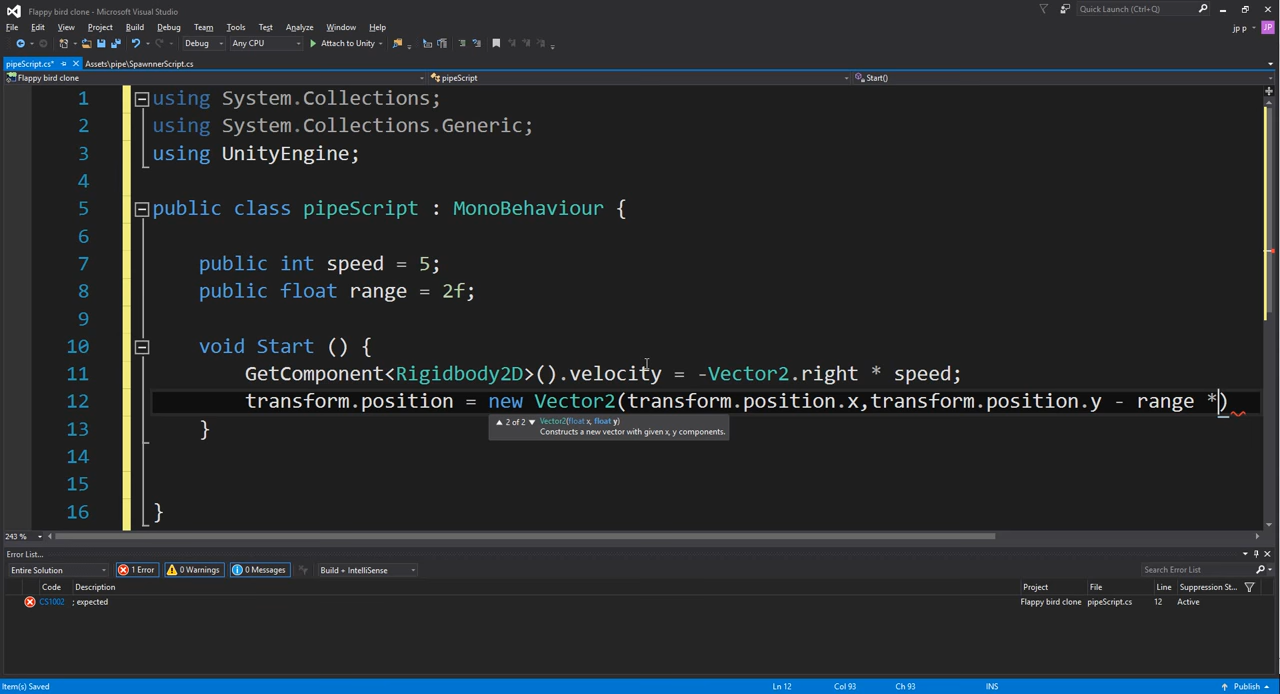 Flappy bird clone - Microsoft Visual Studio
Quick Launch (Ctrl+Q)
File Edit View Project Build Debug Team Tools Test Analyze Window Help
jp p JP
Debug Any CPU Attach to Unity
pipeScript.cs* Assets\pipe\SpawnnerScript.cs
Flappy bird clone pipeScript Start()
1 using System.Collections;
2 using System.Collections.Generic;
3 using UnityEngine;
4
5 public class pipeScript : MonoBehaviour {
6
7 public int speed = 5;
8 public float range = 2f;
9
10 void Start () {
11 GetComponent<Rigidbody2D>().velocity = -Vector2.right * speed;
12 transform.position = new Vector2(transform.position.x,transform.position.y - range *)
2 of 2 Vector2(float x, float y)
Constructs a new vector with given x, y components.
13 }
14
15
16 }
243 %
Error List...
Entire Solution 1 Error 0 Warnings 0 Messages Build + IntelliSense Search Error List
Code Description Project File Line Suppression St...
CS1002 ; expected Flappy bird clone pipeScript.cs 12 Active
Item(s) Saved Ln 12 Col 93 Ch 93 INS Publish